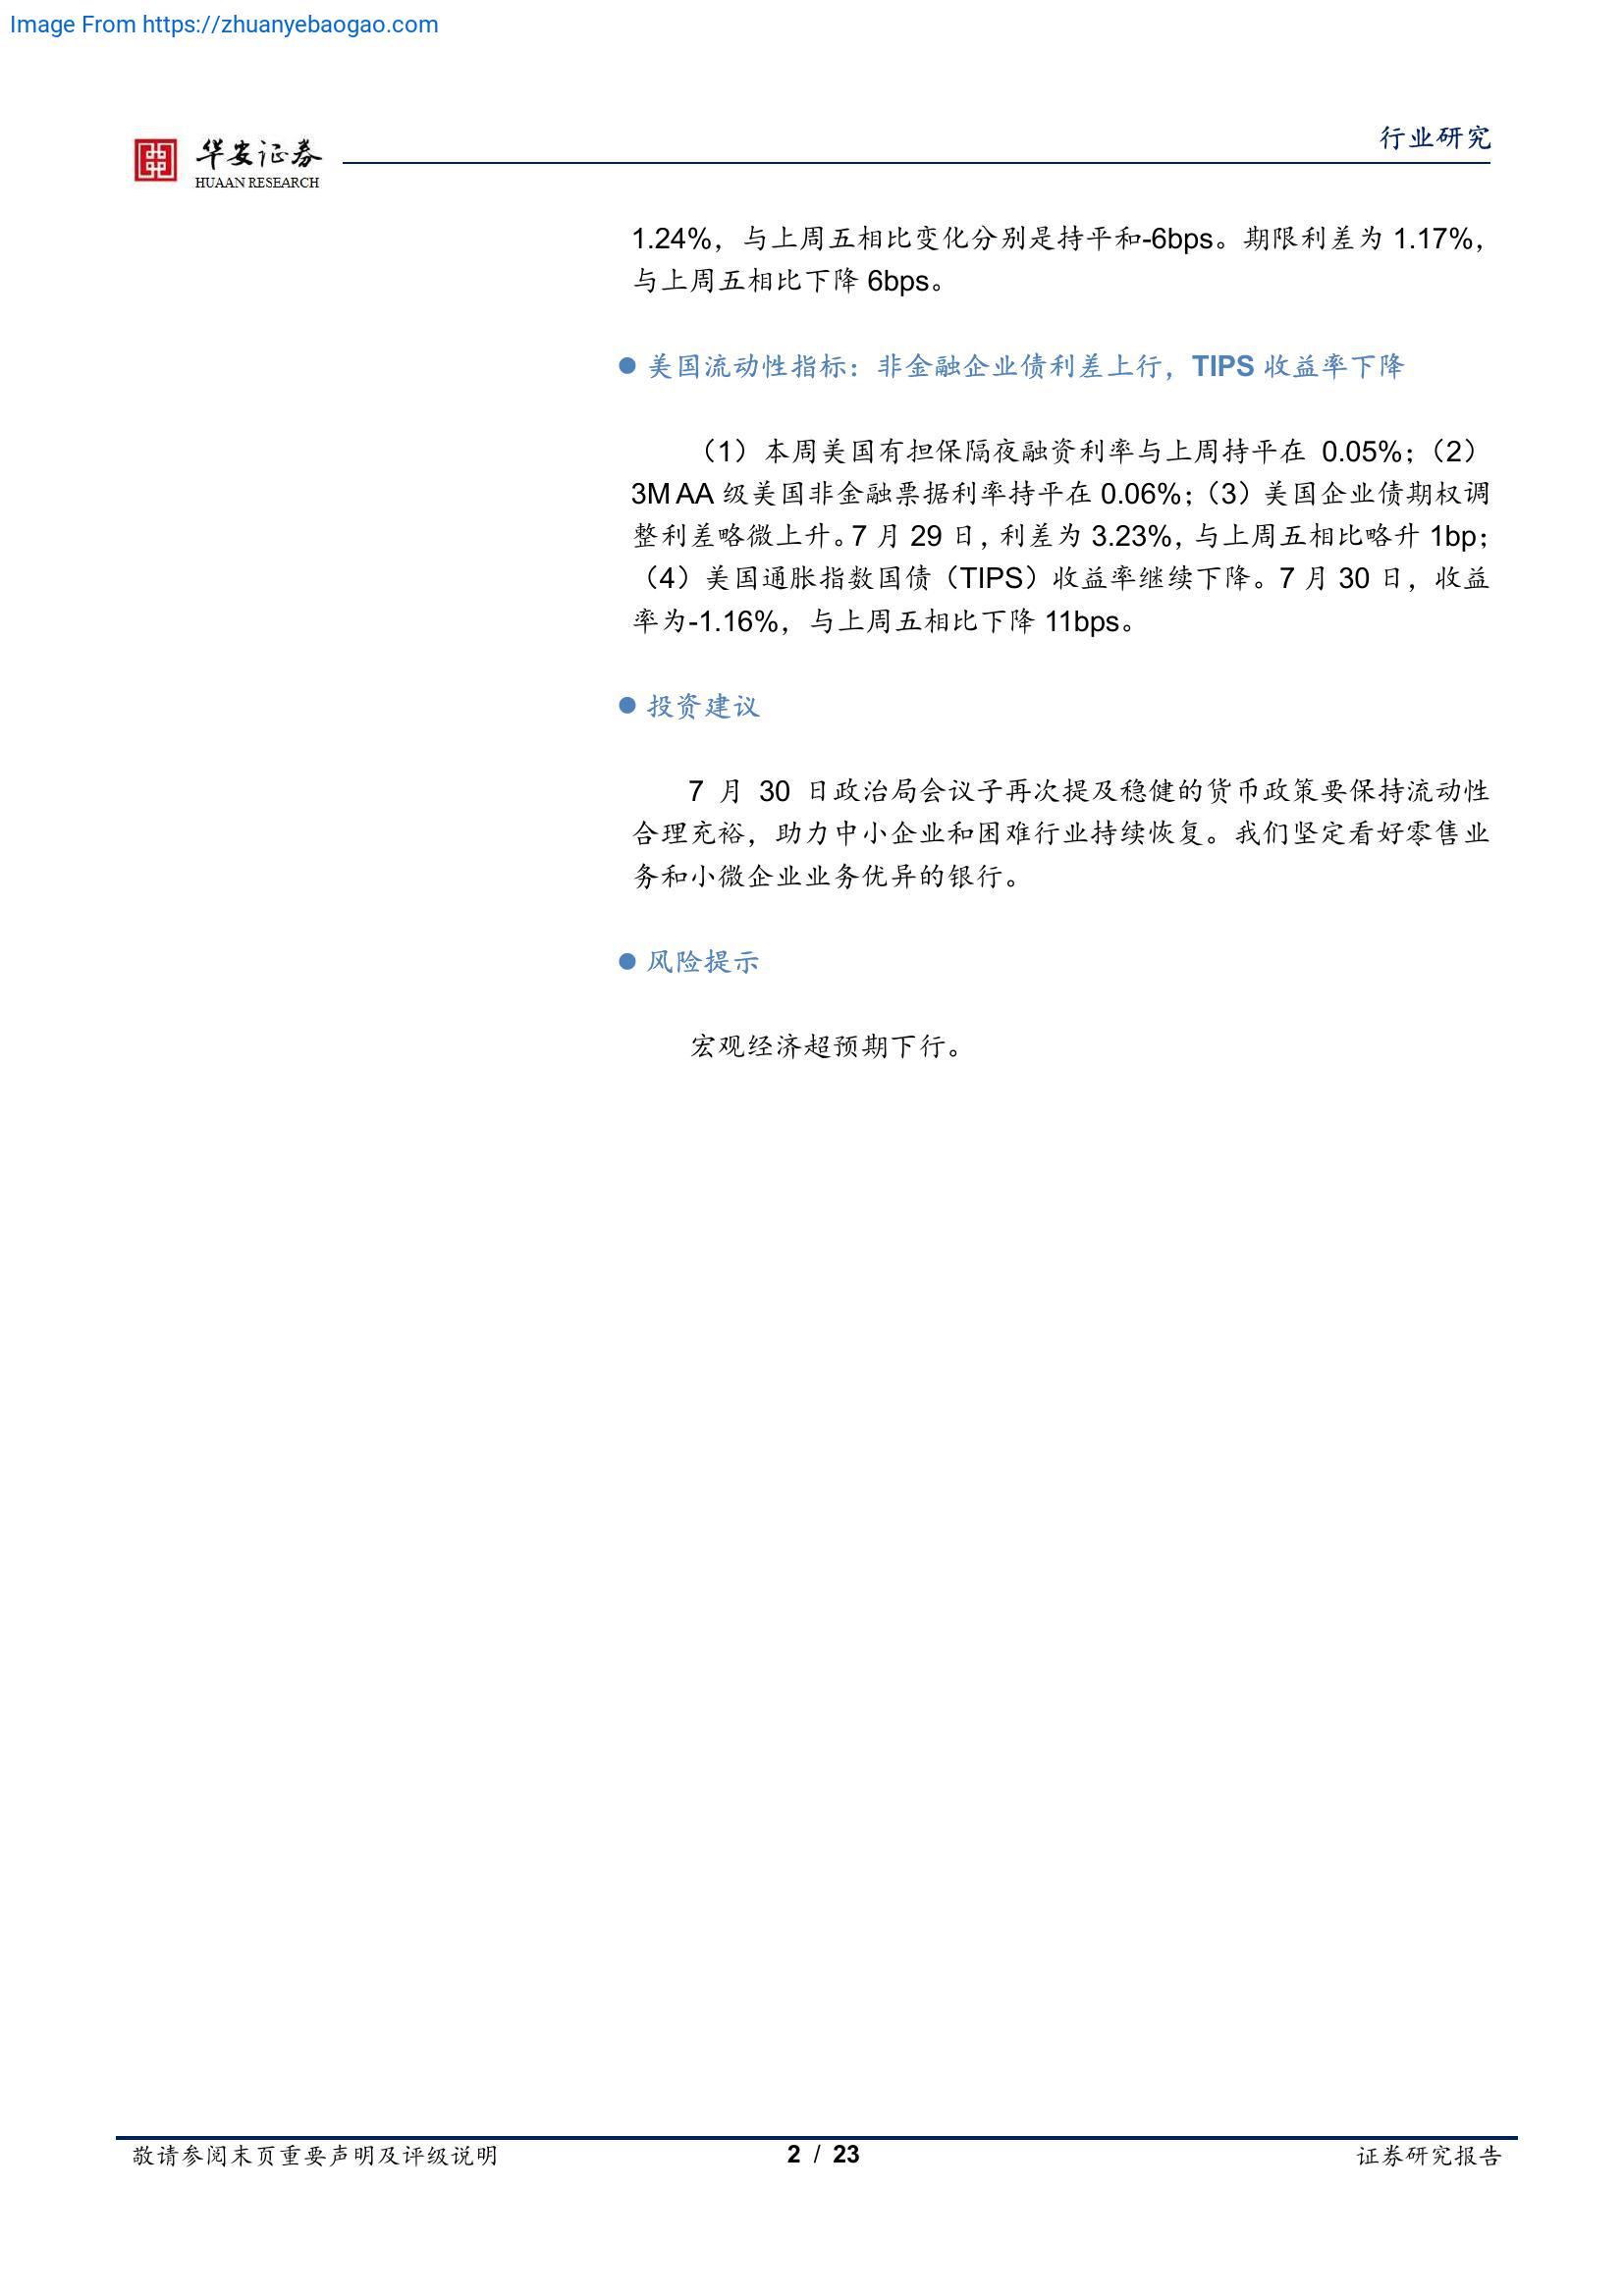 Image From https://zhuanyebaogao.com
华安证券
HUAAN RESEARCH
行业研究
1.24%，与上周五相比变化分别是持平和-6bps。期限利差为 1.17%，
与上周五相比下降 6bps。
● 美国流动性指标：非金融企业债利差上行，TIPS 收益率下降
（1）本周美国有担保隔夜融资利率与上周持平在 0.05%；（2）
3M AA 级美国非金融票据利率持平在 0.06%；（3）美国企业债期权调
整利差略微上升。7 月 29 日，利差为 3.23%，与上周五相比略升 1bp；
（4）美国通胀指数国债（TIPS）收益率继续下降。7 月 30 日，收益
率为-1.16%，与上周五相比下降 11bps。
● 投资建议
7 月 30 日政治局会议子再次提及稳健的货币政策要保持流动性
合理充裕，助力中小企业和困难行业持续恢复。我们坚定看好零售业
务和小微企业业务优异的银行。
● 风险提示
宏观经济超预期下行。
敬请参阅末页重要声明及评级说明
2 / 23
证券研究报告